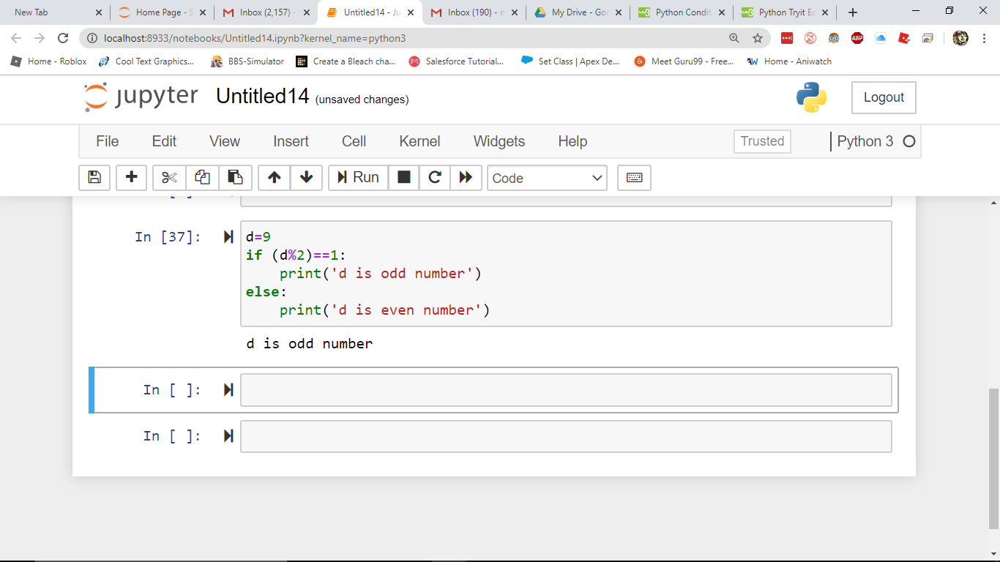 New Tab
Home Page - S
Inbox (2,157) -
Untitled14 - Ju
Inbox (190) - n
My Drive - Goo
Python Condit
Python Tryit Ed
localhost:8933/notebooks/Untitled14.ipynb?kernel_name=python3
ABP
Home - Roblox
Cool Text Graphics...
BBS-Simulator
Create a Bleach cha...
Salesforce Tutorial...
Set Class | Apex De...
Meet Guru99 - Free...
Home - Aniwatch
jupyter Untitled14 (unsaved changes)
Logout
File Edit View Insert Cell Kernel Widgets Help
Trusted
Python 3
Run
Code
In [37]:
d=9
if (d%2)==1:
    print('d is odd number')
else:
    print('d is even number')
d is odd number
In [ ]:
In [ ]: